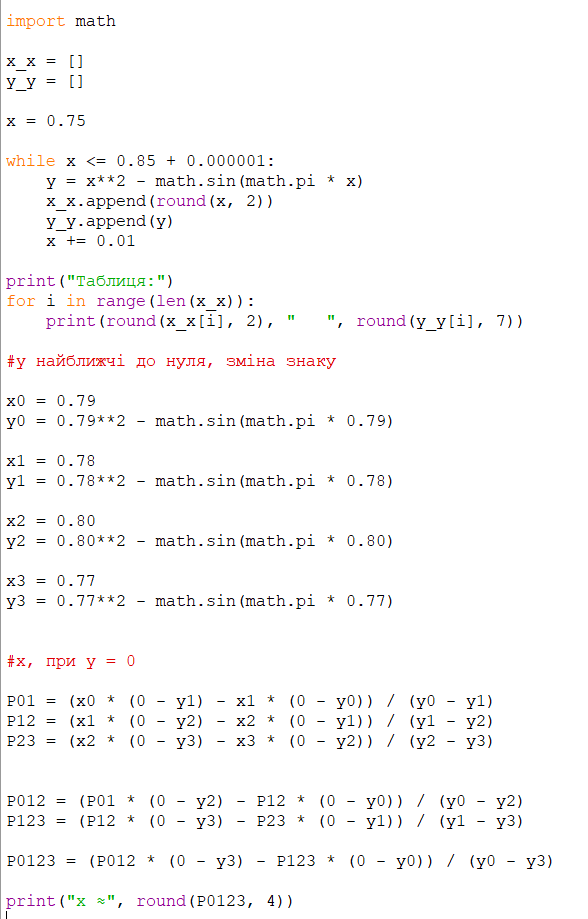 import math
x_x = []
y_y = []
x = 0.75
while x <= 0.85 + 0.000001:
    y = x**2 - math.sin(math.pi * x)
    x_x.append(round(x, 2))
    y_y.append(y)
    x += 0.01
print("Таблиця:")
for i in range(len(x_x)):
    print(round(x_x[i], 2), "   ", round(y_y[i], 7))
#y найближчі до нуля, зміна знаку
x0 = 0.79
y0 = 0.79**2 - math.sin(math.pi * 0.79)
x1 = 0.78
y1 = 0.78**2 - math.sin(math.pi * 0.78)
x2 = 0.80
y2 = 0.80**2 - math.sin(math.pi * 0.80)
x3 = 0.77
y3 = 0.77**2 - math.sin(math.pi * 0.77)
#x, при y = 0
P01 = (x0 * (0 - y1) - x1 * (0 - y0)) / (y0 - y1)
P12 = (x1 * (0 - y2) - x2 * (0 - y1)) / (y1 - y2)
P23 = (x2 * (0 - y3) - x3 * (0 - y2)) / (y2 - y3)
P012 = (P01 * (0 - y2) - P12 * (0 - y0)) / (y0 - y2)
P123 = (P12 * (0 - y3) - P23 * (0 - y1)) / (y1 - y3)
P0123 = (P012 * (0 - y3) - P123 * (0 - y0)) / (y0 - y3)
print("x ≈", round(P0123, 4))